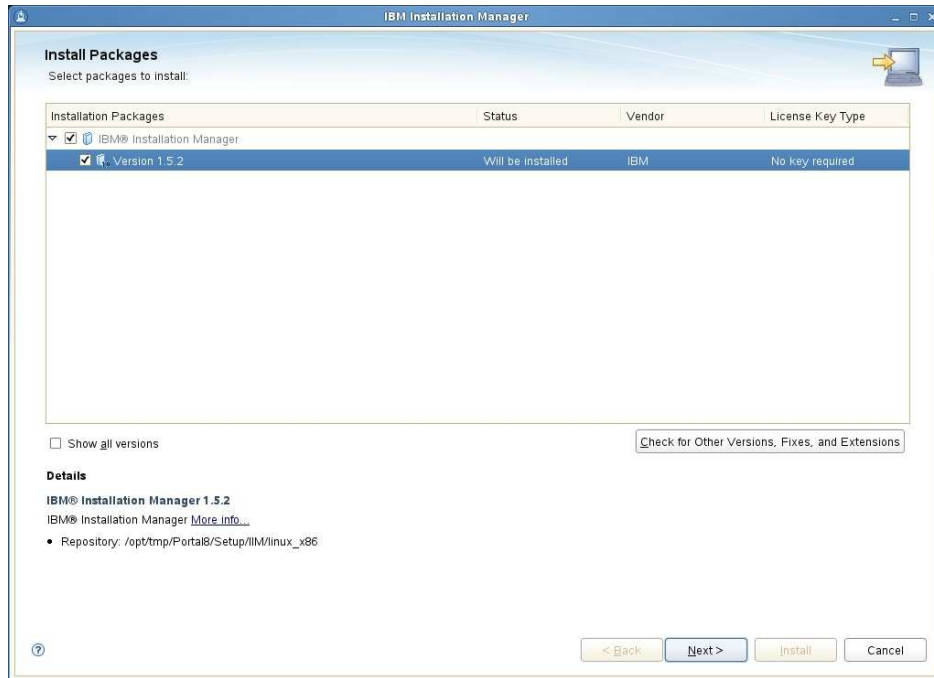 IBM Installation Manager
Install Packages
Select packages to install:
Installation Packages Status Vendor License Key Type
IBM® Installation Manager
Version 1.5.2 Will be installed IBM No key required
Show all versions
Check for Other Versions, Fixes, and Extensions
Details
IBM® Installation Manager 1.5.2
IBM® Installation Manager More info...
• Repository: /opt/tmp/Portal8/Setup/IIM/linux_x86
< Back Next > Install Cancel